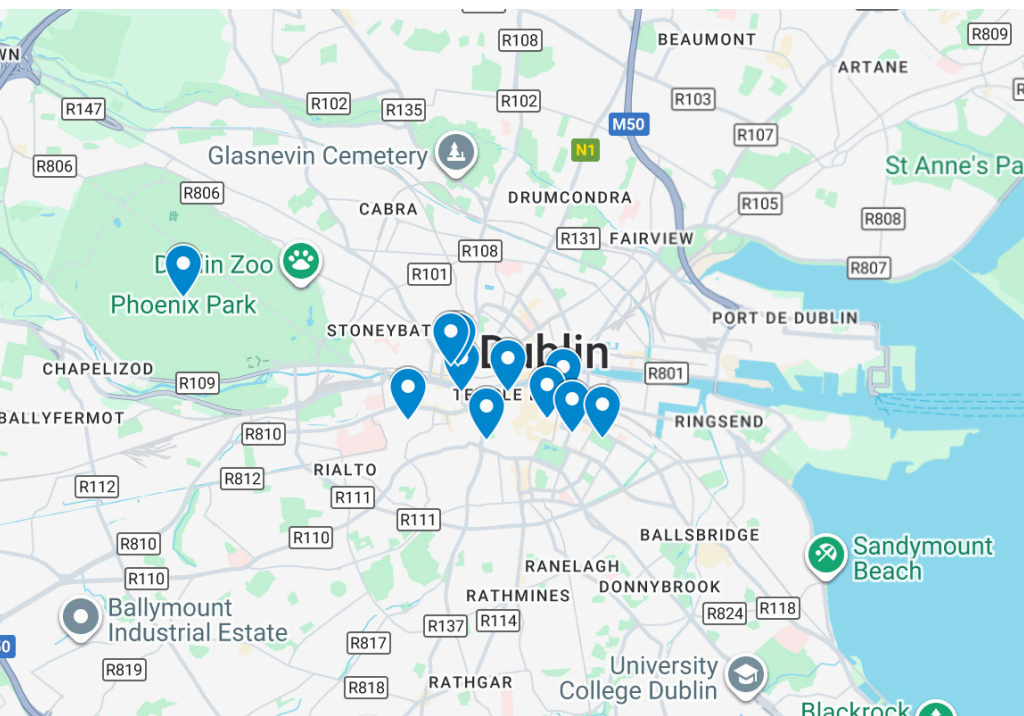 R108
BEAUMONT
R809
ARTANE
R147
R102
R135
R102
R103
M50
R107
N1
R806
Glasnevin Cemetery
St Anne's Pa
R806
CABRA
DRUMCONDRA
R105
R808
R131
FAIRVIEW
R108
R101
R807
Zoo
Phoenix Park
STONEYBAT
PORT DE DUBLIN
Dublin
CHAPELIZOD
R109
R801
BALLYFERMOT
RINGSEND
R810
RIALTO
R812
R112
R111
R111
R810
R110
BALLSBRIDGE
Sandymount
Beach
RANELAGH
R110
DONNYBROOK
RATHMINES
Ballymount
Industrial Estate
R824
R118
R137
R114
R817
R819
University
College Dublin
RATHGAR
R818
Blackrock